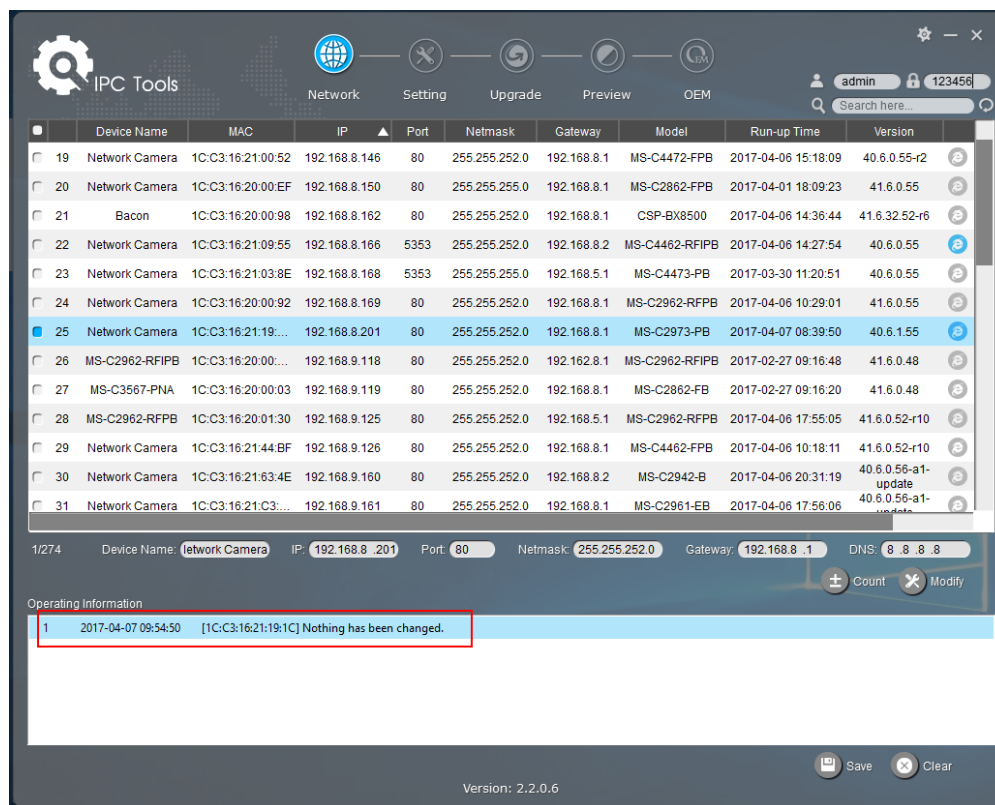 IPC Tools
Network Setting Upgrade Preview OEM
admin 123456
Search here...
Device Name MAC IP Port Netmask Gateway Model Run-up Time Version
19 Network Camera 1C:C3:16:21:00:52 192.168.8.146 80 255.255.252.0 192.168.8.1 MS-C4472-FPB 2017-04-06 15:18:09 40.6.0.55-r2
20 Network Camera 1C:C3:16:20:00:EF 192.168.8.150 80 255.255.255.0 192.168.8.1 MS-C2862-FPB 2017-04-01 18:09:23 41.6.0.55
21 Bacon 1C:C3:16:20:00:98 192.168.8.162 80 255.255.252.0 192.168.8.1 CSP-BX8500 2017-04-06 14:36:44 41.6.32.52-r6
22 Network Camera 1C:C3:16:21:09:55 192.168.8.166 5353 255.255.252.0 192.168.8.2 MS-C4462-RFIPB 2017-04-06 14:27:54 40.6.0.55
23 Network Camera 1C:C3:16:21:03:8E 192.168.8.168 5353 255.255.252.0 192.168.5.1 MS-C4473-PB 2017-03-30 11:20:51 40.6.0.55
24 Network Camera 1C:C3:16:20:00:92 192.168.8.169 80 255.255.252.0 192.168.8.1 MS-C2962-RFPB 2017-04-06 10:29:01 41.6.0.55
25 Network Camera 1C:C3:16:21:19:... 192.168.8.201 80 255.255.252.0 192.168.8.1 MS-C2973-PB 2017-04-07 08:39:50 40.6.1.55
26 MS-C2962-RFIPB 1C:C3:16:20:00:... 192.168.9.118 80 255.255.252.0 192.162.8.1 MS-C2962-RFIPB 2017-02-27 09:16:48 41.6.0.48
27 MS-C3567-PNA 1C:C3:16:20:00:03 192.168.9.119 80 255.255.252.0 192.168.8.1 MS-C2862-FB 2017-02-27 09:16:20 41.6.0.48
28 MS-C2962-RFPB 1C:C3:16:20:01:30 192.168.9.125 80 255.255.252.0 192.168.5.1 MS-C2962-RFPB 2017-04-06 17:55:05 41.6.0.52-r10
29 Network Camera 1C:C3:16:21:44:BF 192.168.9.126 80 255.255.252.0 192.168.8.1 MS-C4462-FPB 2017-04-06 10:18:11 41.6.0.52-r10
30 Network Camera 1C:C3:16:21:63:4E 192.168.9.160 80 255.255.252.0 192.168.8.2 MS-C2942-B 2017-04-06 20:31:19 40.6.0.56-a1-
update
31 Network Camera 1C:C3:16:21:C3:... 192.168.9.161 80 255.255.252.0 192.168.8.1 MS-C2961-EB 2017-04-06 17:56:06 40.6.0.56-a1-
update
1/274 Device Name: letwork Camera IP: 192.168.8 .201 Port: 80 Netmask: 255.255.252.0 Gateway: 192.168.8 .1 DNS: 8 .8 .8 .8
Count Modify
Operating Information
1 2017-04-07 09:54:50 [1C:C3:16:21:19:1C] Nothing has been changed.
Save Clear
Version: 2.2.0.6